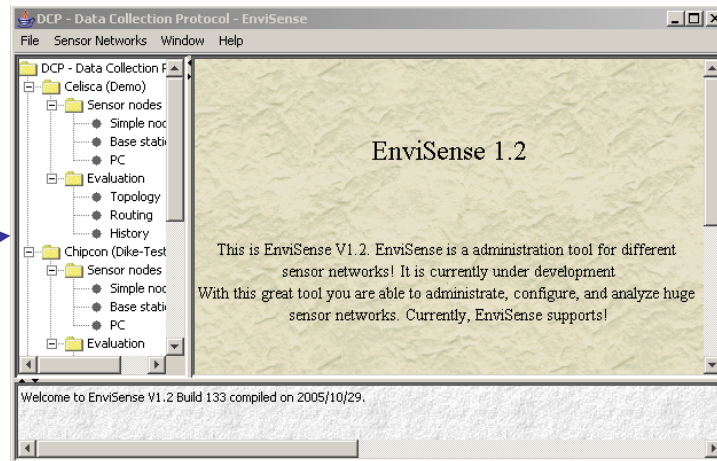 DCP - Data Collection Protocol - EnviSense
File Sensor Networks Window Help
DCP - Data Collection
Celisca (Demo)
Sensor nodes
Simple
Base
PC
Evaluation
Topology
Routing
History
Chipcon (Dike-Test
Sensor nodes
Simple
Base
PC
Evaluation
EnviSense 1.2
This is EnviSense V1.2. EnviSense is a administration tool for different
sensor networks! It is currently under development
With this great tool you are able to administrate, configure, and analyze huge
sensor networks. Currently, EnviSense supports!
Welcome to EnviSense V1.2 Build 133 compiled on 2005/10/29.